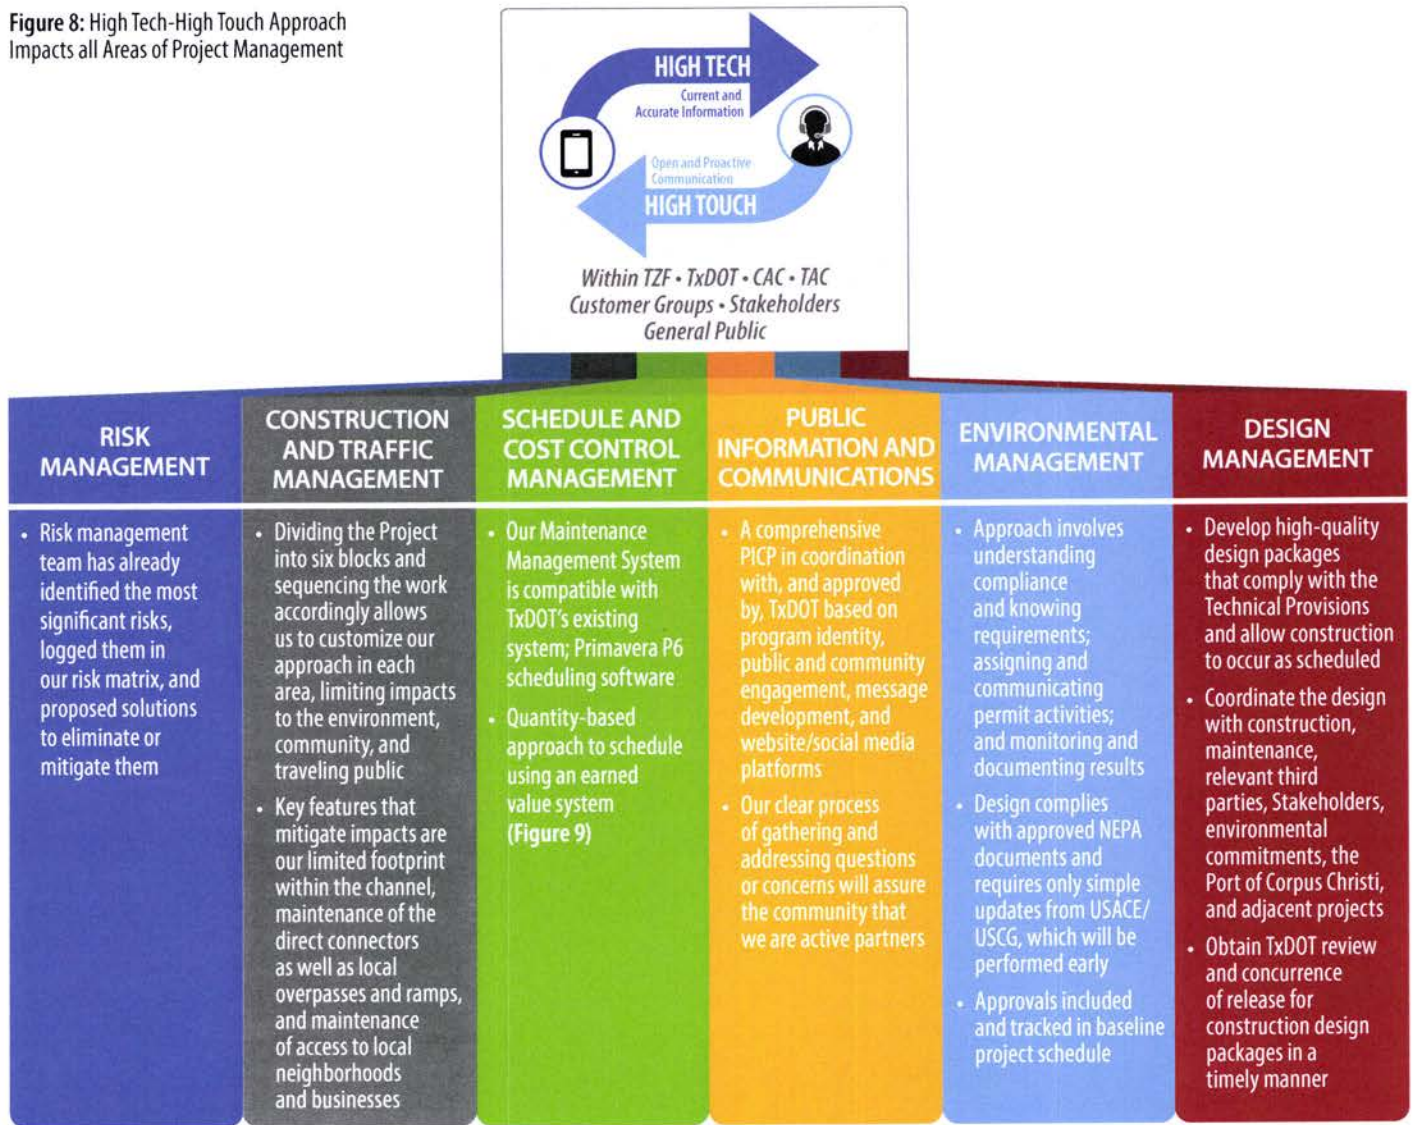 Figure 8: High Tech-High Touch Approach
Impacts all Areas of Project Management
HIGH TECH
Current and
Accurate Information
Open and Proactive
Communication
HIGH TOUCH
Within TZF • TxDOT • CAC • TAC
Customer Groups • Stakeholders
General Public
RISK
MANAGEMENT
• Risk management
team has already
identified the most
significant risks,
logged them in
our risk matrix, and
proposed solutions
to eliminate or
mitigate them
CONSTRUCTION
AND TRAFFIC
MANAGEMENT
• Dividing the Project
into six blocks and
sequencing the work
accordingly allows
us to customize our
approach in each
area, limiting impacts
to the environment,
community, and
traveling public
• Key features that
mitigate impacts are
our limited footprint
within the channel,
maintenance of the
direct connectors
as well as local
overpasses and ramps,
and maintenance
of access to local
neighborhoods
and businesses
SCHEDULE AND
COST CONTROL
MANAGEMENT
• Our Maintenance
Management System
is compatible with
TxDOT's existing
system; Primavera P6
scheduling software
• Quantity-based
approach to schedule
using an earned
value system
(Figure 9)
PUBLIC
INFORMATION AND
COMMUNICATIONS
• A comprehensive
PICP in coordination
with, and approved
by, TxDOT based on
program identity,
public and community
engagement, message
development, and
website/social media
platforms
• Our clear process
of gathering and
addressing questions
or concerns will assure
the community that
we are active partners
ENVIRONMENTAL
MANAGEMENT
• Approach involves
understanding
compliance
and knowing
requirements;
assigning and
communicating
permit activities;
and monitoring and
documenting results
• Design complies
with approved NEPA
documents and
requires only simple
updates from USACE/
USCG, which will be
performed early
• Approvals included
and tracked in baseline
project schedule
DESIGN
MANAGEMENT
• Develop high-quality
design packages
that comply with the
Technical Provisions
and allow construction
to occur as scheduled
• Coordinate the design
with construction,
maintenance,
relevant third
parties, Stakeholders,
environmental
commitments, the
Port of Corpus Christi,
and adjacent projects
• Obtain TxDOT review
and concurrence
of release for
construction design
packages in a
timely manner